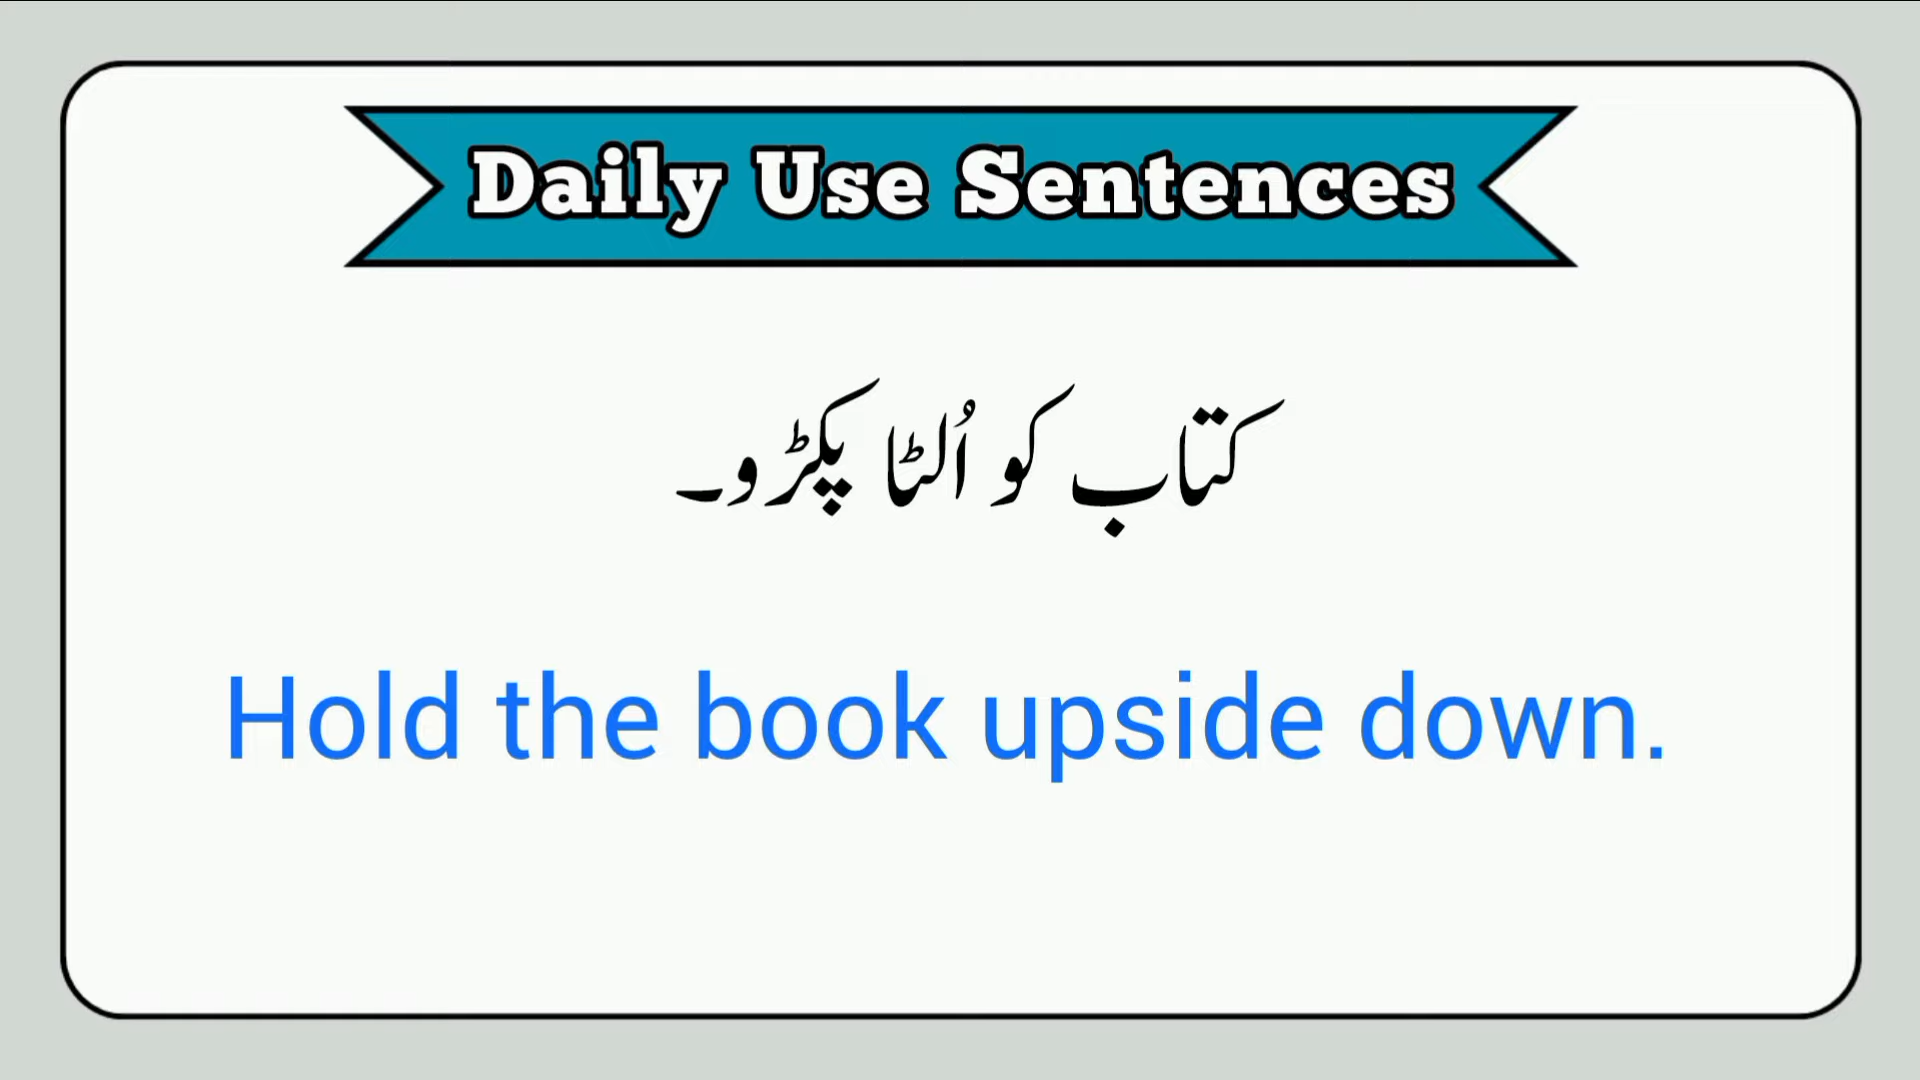 Daily Use Sentences
کتاب کو اُلٹا پکڑو۔
Hold the book upside down.